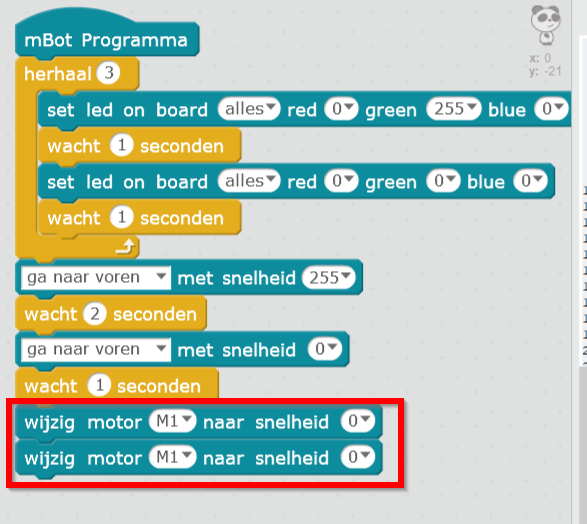 mBot Programma
x: 0
y: -21
herhaal 3
set led on board alles red 0 green 255 blue 0
wacht 1 seconden
set led on board alles red 0 green 0 blue 0
wacht 1 seconden
ga naar voren met snelheid 255
wacht 2 seconden
ga naar voren met snelheid 0
wacht 1 seconden
wijzig motor M1 naar snelheid 0
wijzig motor M1 naar snelheid 0